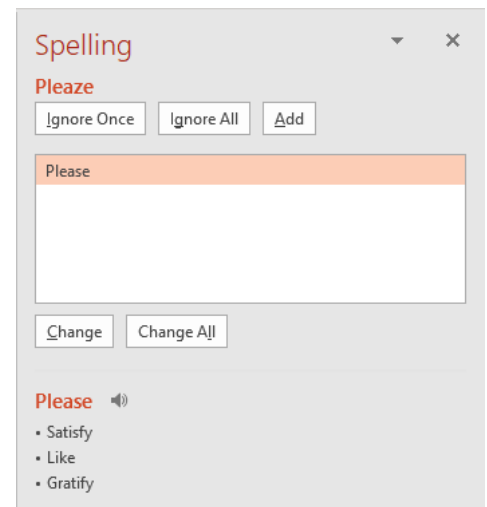 Spelling
Pleaze
Ignore Once Ignore All Add
Please
Change Change All
Please
• Satisfy
• Like
• Gratify